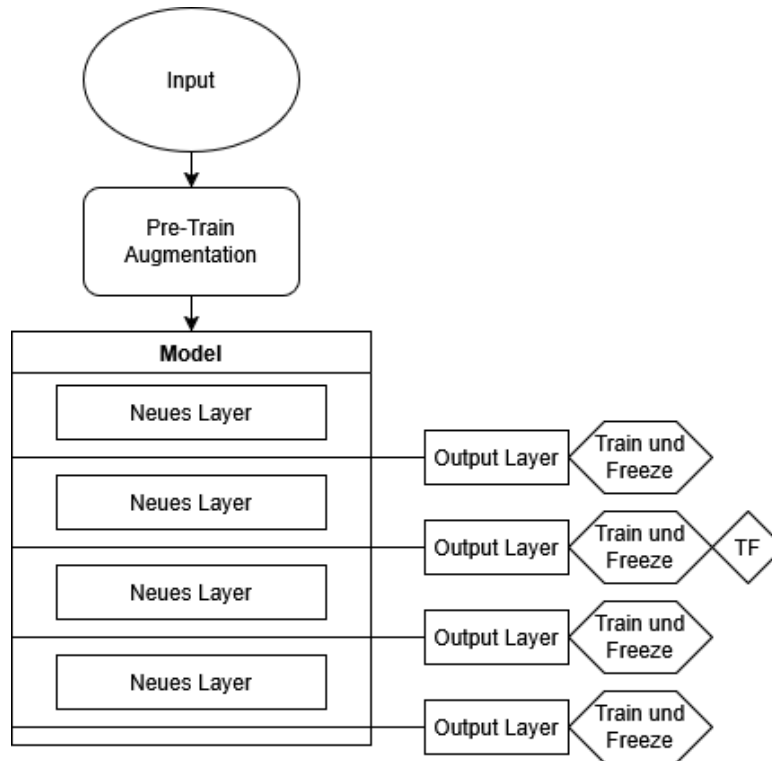 Input
Pre-Train
Augmentation
Model
Neues Layer
Output Layer
Train und
Freeze
Neues Layer
Output Layer
Train und
Freeze
TF
Neues Layer
Output Layer
Train und
Freeze
Neues Layer
Output Layer
Train und
Freeze